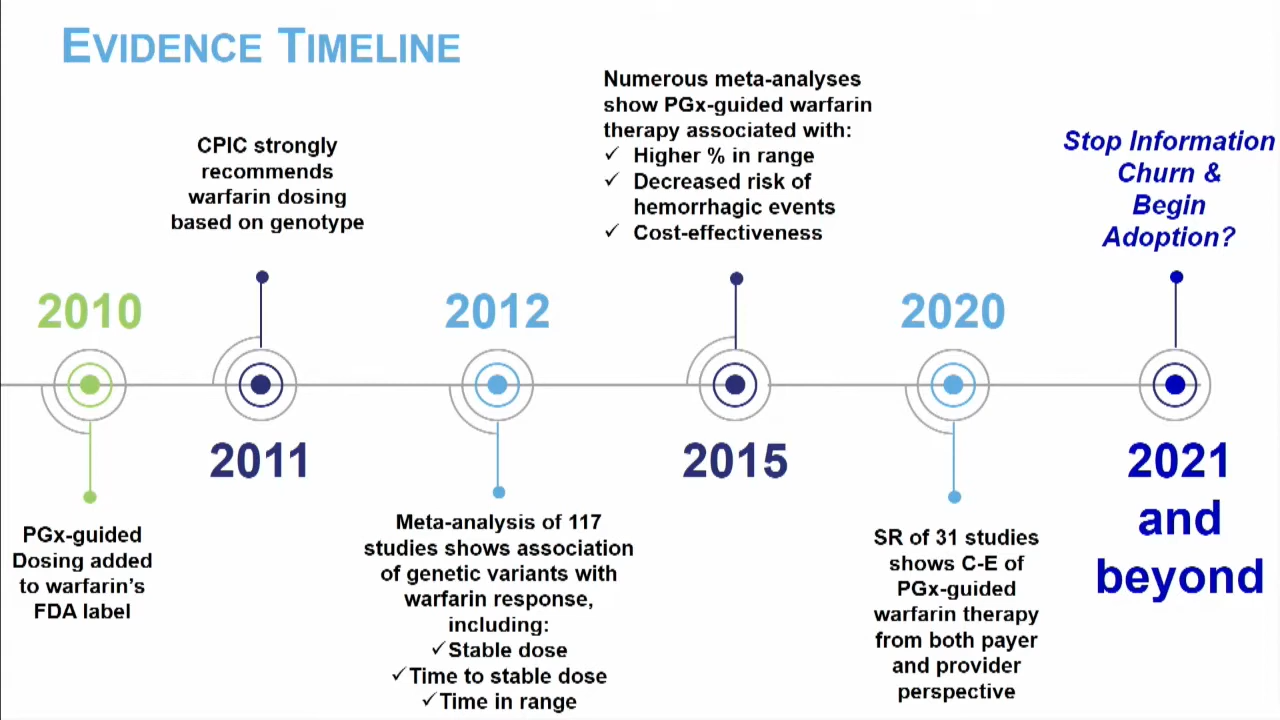 EVIDENCE TIMELINE
2010
PGx-guided
Dosing added
to warfarin’s
FDA label
CPIC strongly
recommends
warfarin dosing
based on genotype
2011
2012
Meta-analysis of 117
studies shows association
of genetic variants with
warfarin response,
including:
✓Stable dose
✓Time to stable dose
✓Time in range
Numerous meta-analyses
show PGx-guided warfarin
therapy associated with:
✓ Higher % in range
✓ Decreased risk of
hemorrhagic events
✓ Cost-effectiveness
2015
2020
SR of 31 studies
shows C-E of
PGx-guided
warfarin therapy
from both payer
and provider
perspective
Stop Information
Churn &
Begin
Adoption?
2021
and
beyond